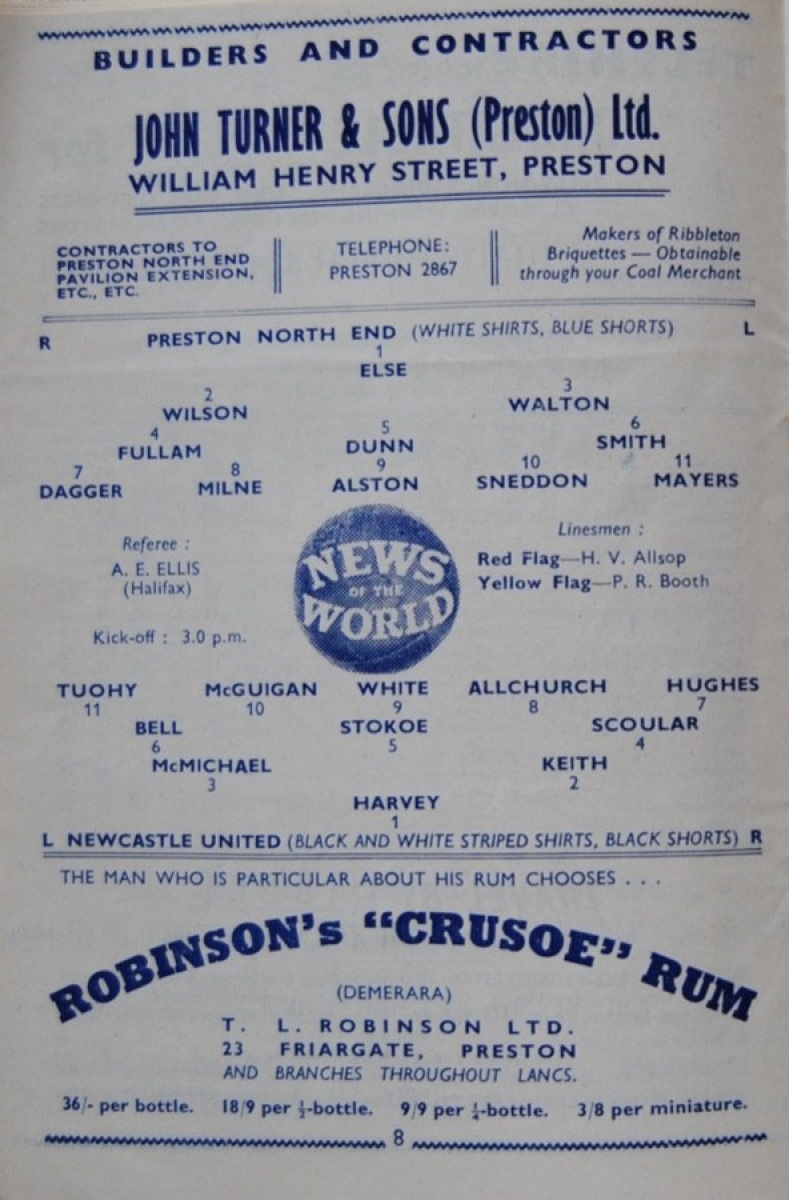 BUILDERS AND CONTRACTORS
JOHN TURNER & SONS (Preston) Ltd.
WILLIAM HENRY STREET, PRESTON
CONTRACTORS TO
PRESTON NORTH END
PAVILION EXTENSION,
ETC., ETC.
TELEPHONE:
PRESTON 2867
Makers of Ribbleton
Briquettes — Obtainable
through your Coal Merchant
R PRESTON NORTH END (WHITE SHIRTS, BLUE SHORTS) L
1
ELSE
2 3
WILSON WALTON
4 5 6
FULLAM DUNN SMITH
7 8 9 10 11
DAGGER MILNE ALSTON SNEDDON MAYERS
Referee :
A. E. ELLIS
(Halifax)
Kick-off : 3.0 p.m.
NEWS
OF THE
WORLD
Linesmen :
Red Flag—H. V. Allsop
Yellow Flag—P. R. Booth
TUOHY McGUIGAN WHITE ALLCHURCH HUGHES
11 10 9 8 7
BELL STOKOE SCOULAR
6 5 4
McMICHAEL KEITH
3 2
HARVEY
1
L NEWCASTLE UNITED (BLACK AND WHITE STRIPED SHIRTS, BLACK SHORTS) R
THE MAN WHO IS PARTICULAR ABOUT HIS RUM CHOOSES . . .
ROBINSON's "CRUSOE" RUM
(DEMERARA)
T. L. ROBINSON LTD.
23 FRIARGATE, PRESTON
AND BRANCHES THROUGHOUT LANCS.
36/- per bottle. 18/9 per ½-bottle. 9/9 per ¼-bottle. 3/8 per miniature.
8